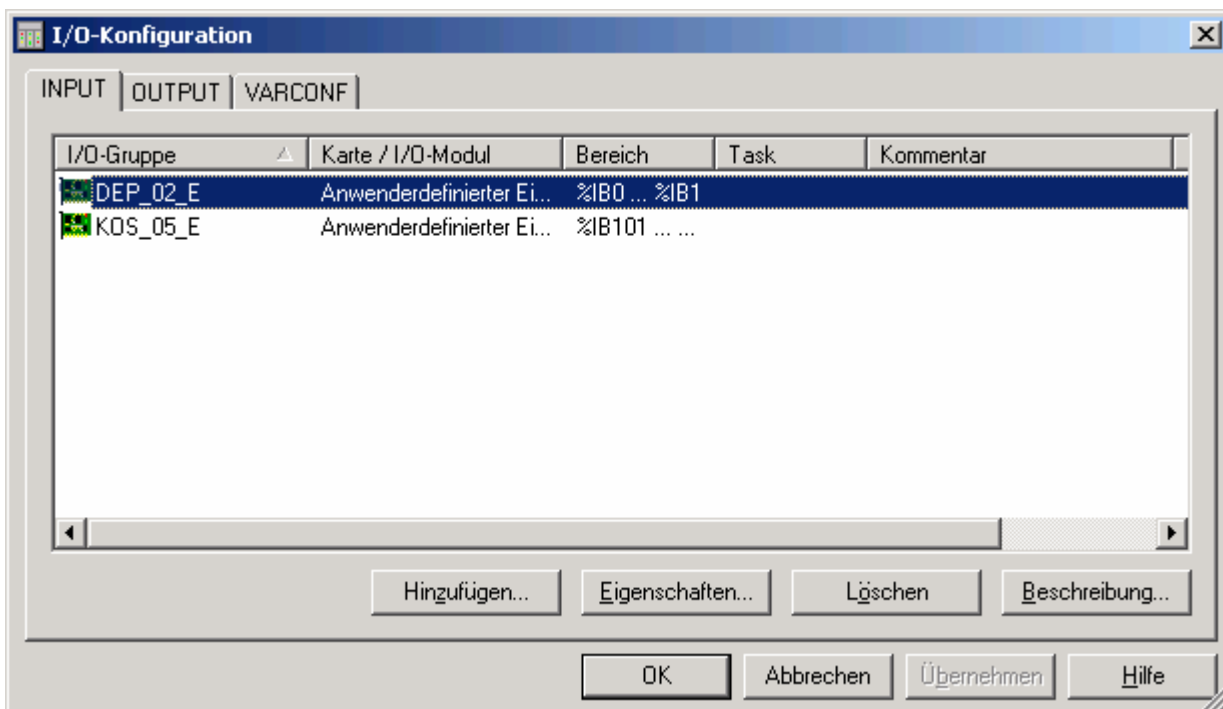 I/O-Konfiguration
INPUT OUTPUT VARCONF
I/O-Gruppe Karte / I/O-Modul Bereich Task Kommentar
DEP_02_E Anwenderdefinierter Ei... %IB0 ... %IB1
KOS_05_E Anwenderdefinierter Ei... %IB101 ... ...
Hinzufügen... Eigenschaften... Löschen Beschreibung...
OK Abbrechen Übernehmen Hilfe